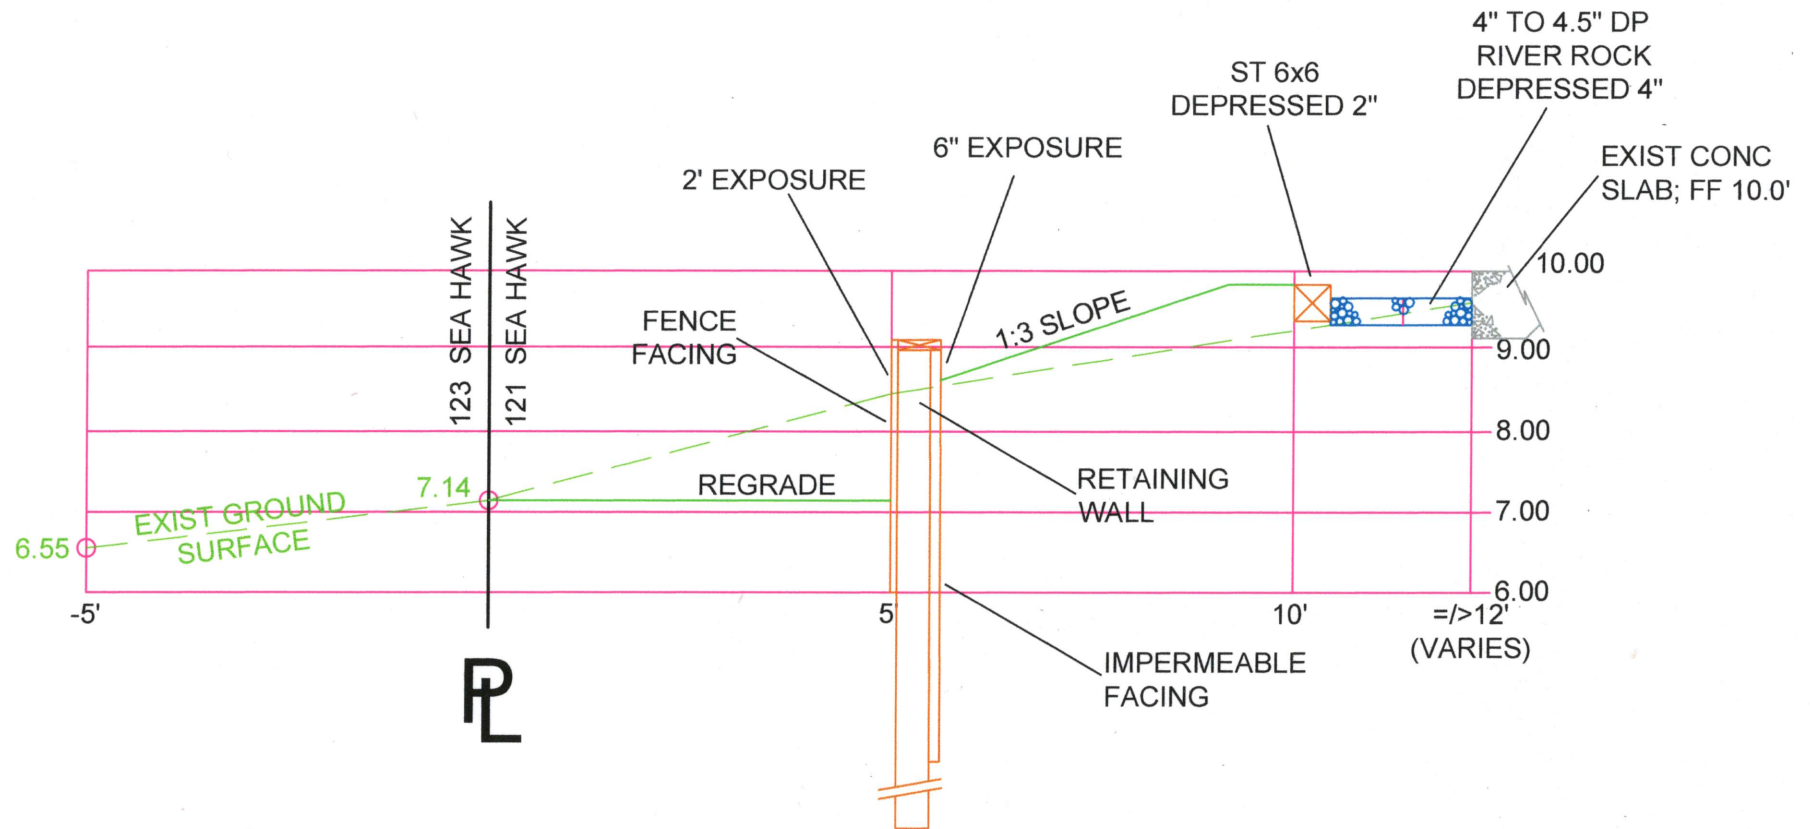 4" TO 4.5" DP
RIVER ROCK
DEPRESSED 4"
ST 6x6
DEPRESSED 2"
EXIST CONC
SLAB; FF 10.0'
6" EXPOSURE
2' EXPOSURE
123 SEA HAWK
121 SEA HAWK
10.00
FENCE
FACING
1:3 SLOPE
9.00
8.00
7.14
REGRADE
RETAINING
WALL
EXIST GROUND
SURFACE
7.00
6.55
6.00
-5'
5'
10'
=/>12'
(VARIES)
IMPERMEABLE
FACING
PL